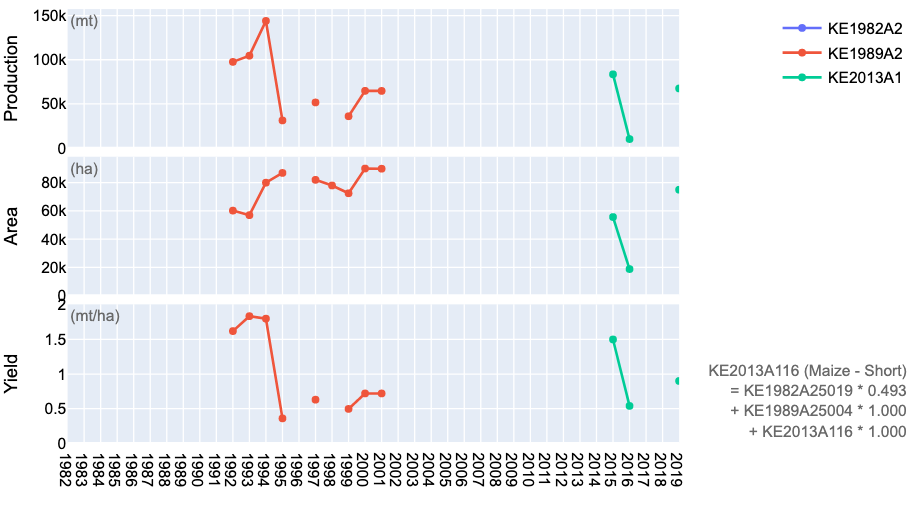 Production
(mt)
150k
100k
50k
0
Area
(ha)
80k
60k
40k
20k
0
Yield
(mt/ha)
2
1.5
1
0.5
0
1982
1983
1984
1985
1986
1987
1988
1989
1990
1991
1992
1993
1994
1995
1996
1997
1998
1999
2000
2001
2002
2003
2004
2005
2006
2007
2008
2009
2010
2011
2012
2013
2014
2015
2016
2017
2018
2019
KE1982A2
KE1989A2
KE2013A1
KE2013A116 (Maize - Short)
= KE1982A25019 * 0.493
+ KE1989A25004 * 1.000
+ KE2013A116 * 1.000